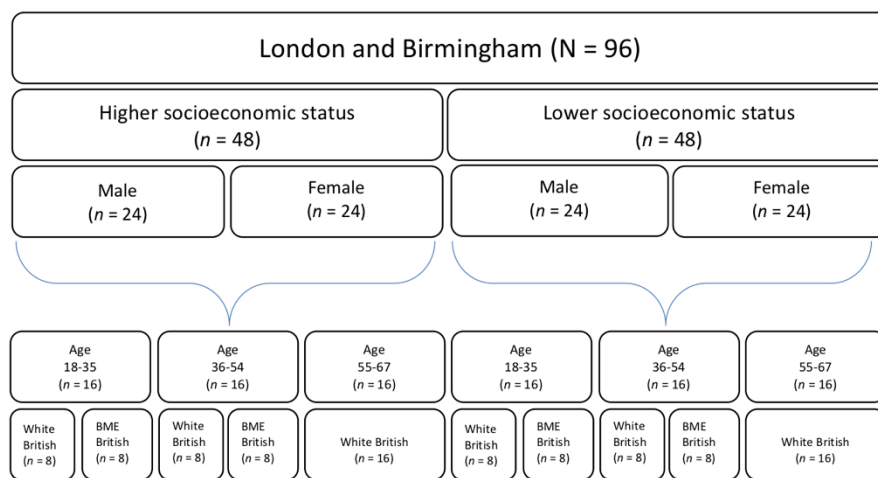 London and Birmingham (N = 96)
Higher socioeconomic status
(n = 48)
Lower socioeconomic status
(n = 48)
Male
(n = 24)
Female
(n = 24)
Male
(n = 24)
Female
(n = 24)
Age
18-35
(n = 16)
Age
36-54
(n = 16)
Age
55-67
(n = 16)
Age
18-35
(n = 16)
Age
36-54
(n = 16)
Age
55-67
(n = 16)
White
British
(n = 8)
BME
British
(n = 8)
White
British
(n = 8)
BME
British
(n = 8)
White British
(n = 16)
White
British
(n = 8)
BME
British
(n = 8)
White
British
(n = 8)
BME
British
(n = 8)
White British
(n = 16)